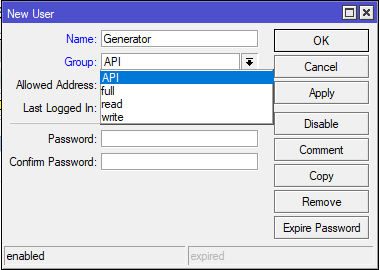 New User
Name: Generator
OK
Group: API
Cancel
API
Allowed Address:
full
Apply
read
Last Logged In:
write
Disable
Password:
Comment
Confirm Password:
Copy
Remove
Expire Password
enabled
expired